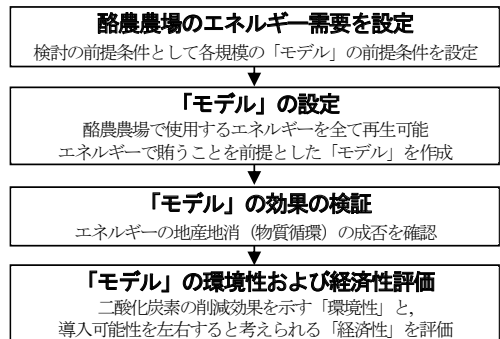 酪農農場のエネルギー需要を設定
検討の前提条件として各規模の「モデル」の前提条件を設定
「モデル」の設定
酪農農場で使用するエネルギーを全て再生可能
エネルギーで賄うことを前提とした「モデル」を作成
「モデル」の効果の検証
エネルギーの地産地消（物質循環）の成否を確認
「モデル」の環境性および経済性評価
二酸化炭素の削減効果を示す「環境性」と，
導入可能性を左右すると考えられる「経済性」を評価